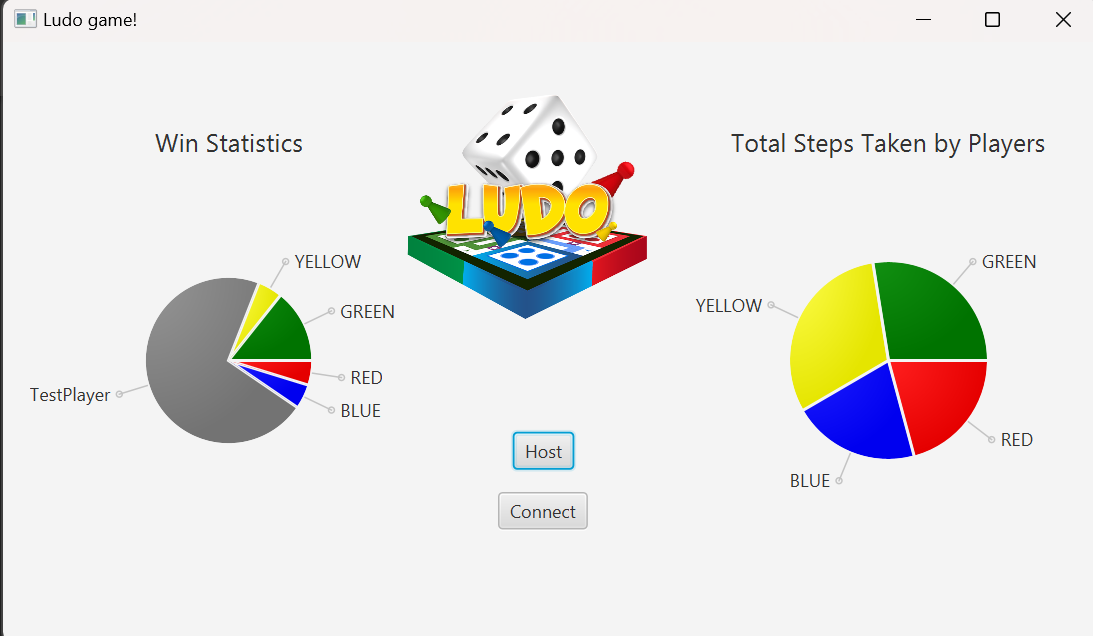 Ludo game!
Win Statistics
YELLOW
GREEN
RED
BLUE
TestPlayer
LUDO
Host
Connect
Total Steps Taken by Players
GREEN
YELLOW
RED
BLUE